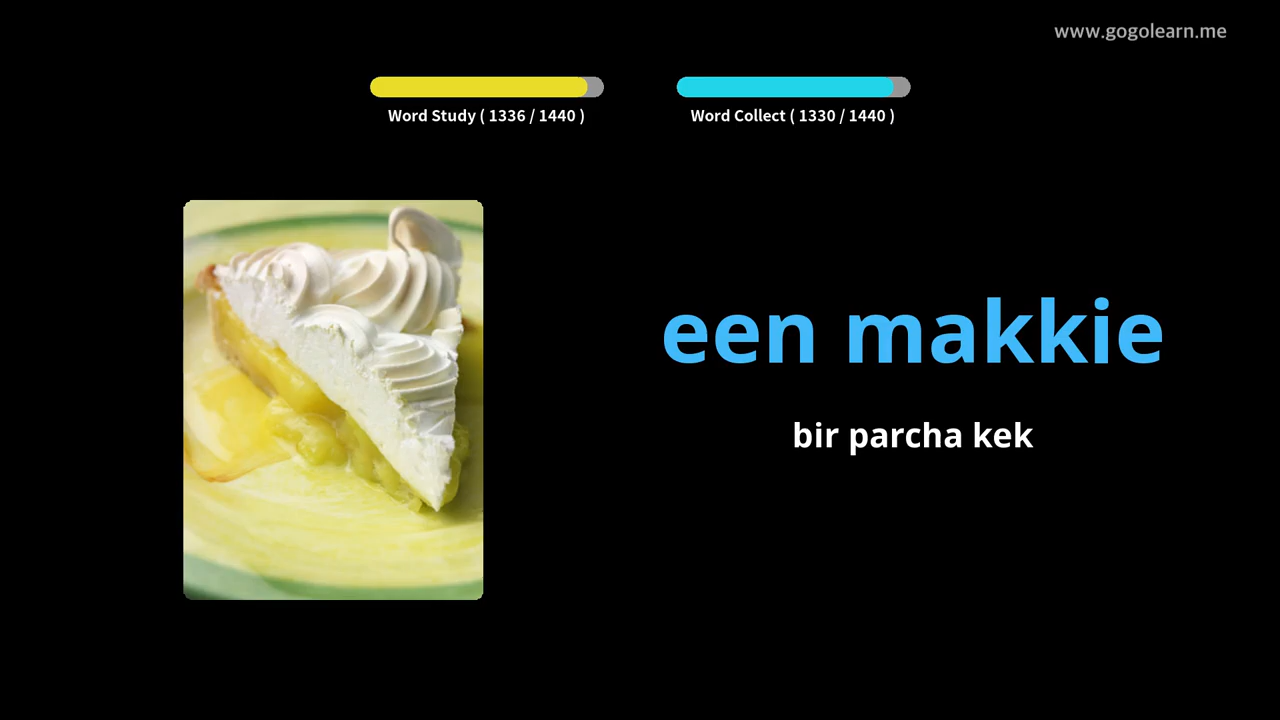 www.gogolearn.me
Word Study ( 1336 / 1440 )
Word Collect ( 1330 / 1440 )
een makkie
bir parcha kek